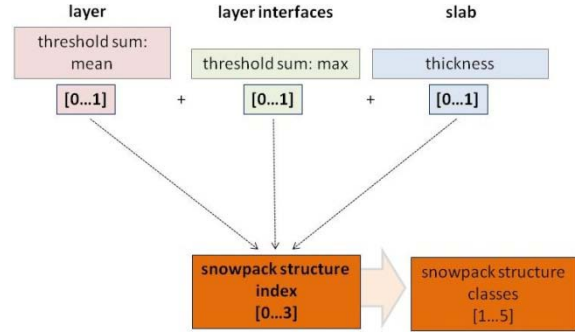 layer
layer interfaces
slab
threshold sum:
mean
threshold sum: max
thickness
[0...1]
+
[0...1]
+
[0...1]
snowpack structure
index
[0...3]
snowpack structure
classes
[1...5]